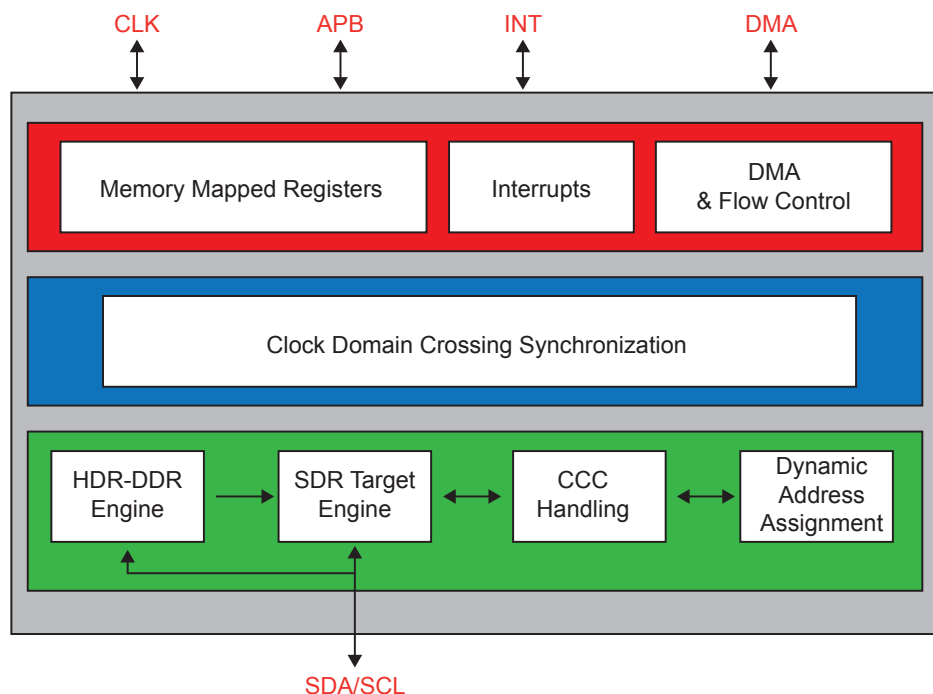 CLK
APB
INT
DMA
Memory Mapped Registers
Interrupts
DMA
& Flow Control
Clock Domain Crossing Synchronization
HDR-DDR
Engine
SDR Target
Engine
CCC
Handling
Dynamic
Address
Assignment
SDA/SCL